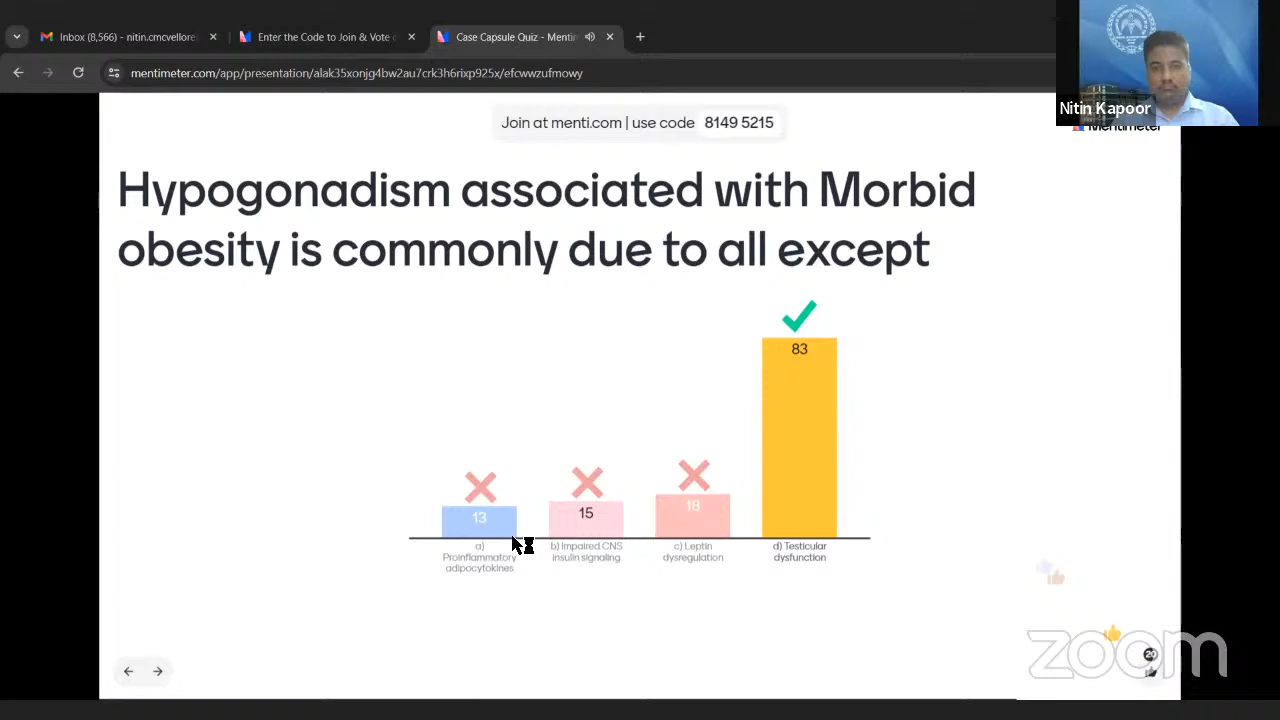 Inbox (8,566) - nitin.cmcvellore
Enter the Code to Join & Vote
Case Capsule Quiz - Mentim
mentimeter.com/app/presentation/alak35xonjg4bw2au7crk3h6rixp925x/efcwwzufmowy
Nitin Kapoor
Mentimeter
Join at menti.com | use code 8149 5215
Hypogonadism associated with Morbid
obesity is commonly due to all except
83
13
15
18
a)
Proinflammatory
adipocytokines
b) Impaired CNS
insulin signaling
c) Leptin
dysregulation
d) Testicular
dysfunction
zoom
20